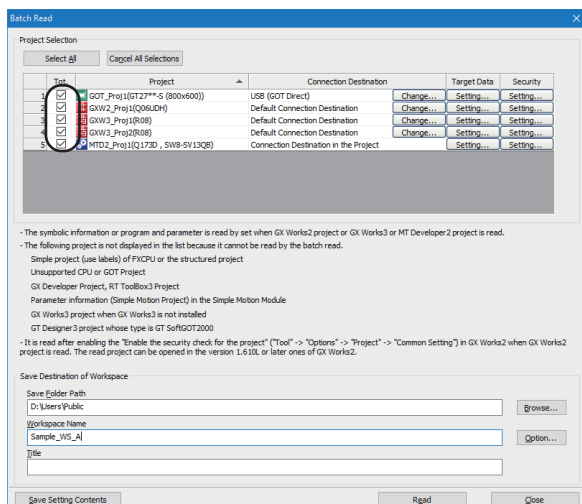 Batch Read
Project Selection
Select All
Cancel All Selections
Tgt.
Project
Connection Destination
Target Data
Security
1 GOT_Proj1(GT27**-S (800x600)) USB (GOT Direct) Change... Setting... Setting...
2 GXW2_Proj1(Q06UDH) Default Connection Destination Change... Setting... Setting...
3 GXW3_Proj1(R08) Default Connection Destination Change... Setting... Setting...
4 GXW3_Proj2(R08) Default Connection Destination Change... Setting... Setting...
5 MTD2_Proj1(Q173D , SW8-SV13QB) Connection Destination in the Project Setting... Setting...
- The symbolic information or program and parameter is read by set when GX Works2 project or GX Works3 or MT Developer2 project is read.
- The following project is not displayed in the list because it cannot be read by the batch read.
Simple project (use labels) of FXCPU or the structured project
Unsupported CPU or GOT Project
GX Developer Project, RT ToolBox3 Project
Parameter information (Simple Motion Project) in the Simple Motion Module
GX Works3 project when GX Works3 is not installed
GT Designer3 project whose type is GT SoftGOT2000
- It is read after enabling the "Enable the security check for the project" ("Tool" -> "Options" -> "Project" -> "Common Setting") in GX Works2 when GX Works2
project is read. The read project can be opened in the version 1.610L or later ones of GX Works2.
Save Destination of Workspace
Save Folder Path
D:\Users\Public
Browse...
Workspace Name
Sample_WS_A
Option...
Title
Save Setting Contents
Read
Close